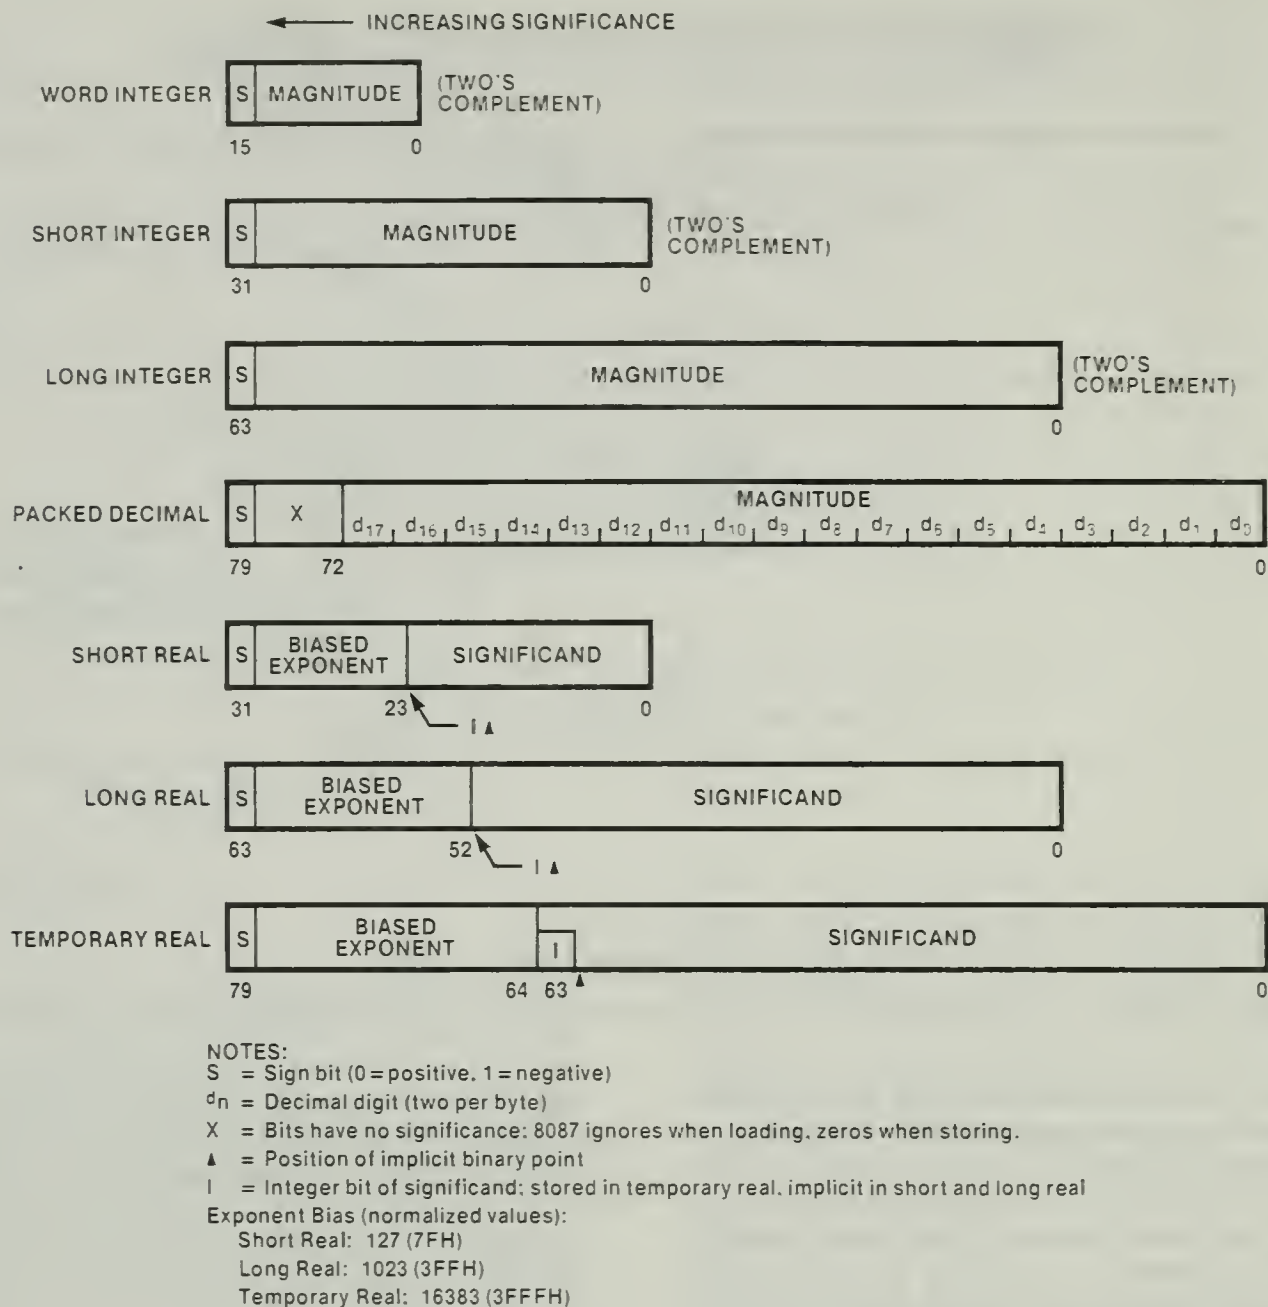 INCREASING SIGNIFICANCE
WORD INTEGER S MAGNITUDE (TWO'S COMPLEMENT)
15 0
SHORT INTEGER S MAGNITUDE (TWO'S COMPLEMENT)
31 0
LONG INTEGER S MAGNITUDE (TWO'S COMPLEMENT)
63 0
PACKED DECIMAL S X MAGNITUDE
d17 d16 d15 d14 d13 d12 d11 d10 d9 d8 d7 d6 d5 d4 d3 d2 d1 d0
79 72 0
SHORT REAL S BIASED EXPONENT SIGNIFICAND
31 23 0
I ▲
LONG REAL S BIASED EXPONENT SIGNIFICAND
63 52 0
I ▲
TEMPORARY REAL S BIASED EXPONENT I SIGNIFICAND
79 64 63 ▲ 0
NOTES:
S = Sign bit (0 = positive, 1 = negative)
dn = Decimal digit (two per byte)
X = Bits have no significance; 8087 ignores when loading, zeros when storing.
▲ = Position of implicit binary point
I = Integer bit of significand; stored in temporary real, implicit in short and long real
Exponent Bias (normalized values):
Short Real: 127 (7FH)
Long Real: 1023 (3FFH)
Temporary Real: 16383 (3FFFH)